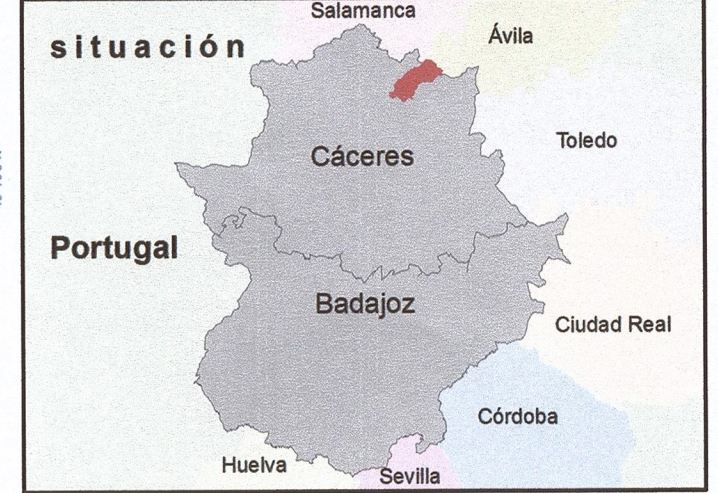 Salamanca
situación
Ávila
Toledo
Cáceres
Portugal
Badajoz
Ciudad Real
Córdoba
Huelva
Sevilla